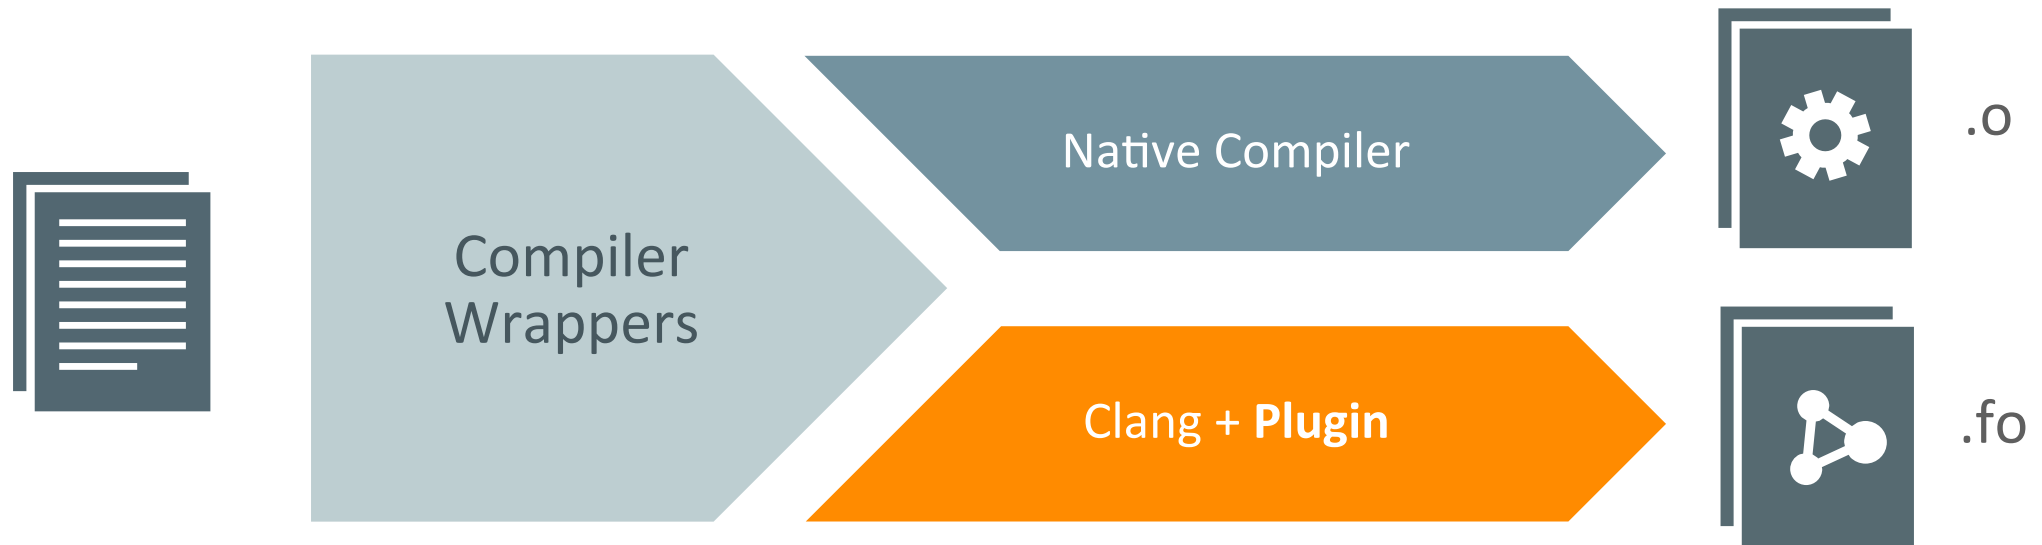 Compiler
Wrappers
Native Compiler
Clang + Plugin
.o
.fo